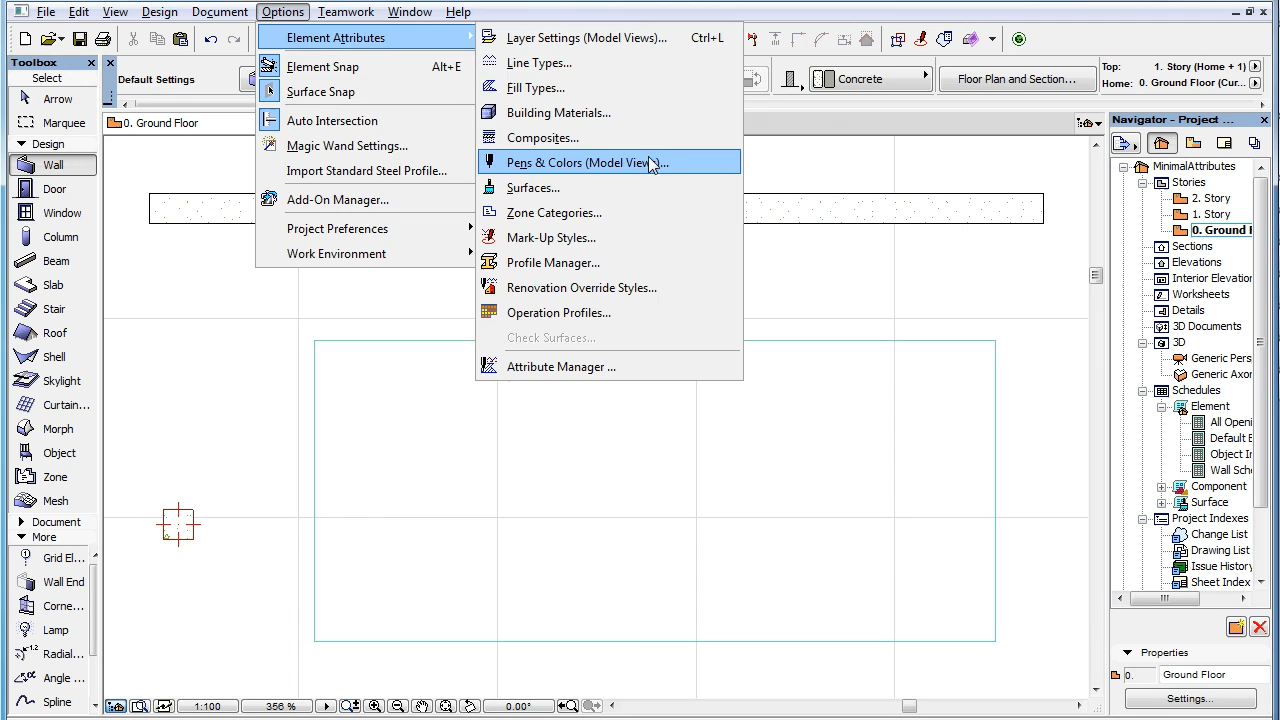 File Edit View Design Document Options Teamwork Window Help
Toolbox
Select
Arrow
Marquee
Design
Wall
Door
Window
Column
Beam
Slab
Stair
Roof
Shell
Skylight
Curtain...
Morph
Object
Zone
Mesh
Document
More
Grid El...
Wall End
Corne...
Lamp
Radial...
Angle ...
Spline
Default Settings
0. Ground Floor
Element Attributes
Element Snap Alt+E
Surface Snap
Auto Intersection
Magic Wand Settings...
Import Standard Steel Profile...
Add-On Manager...
Project Preferences
Work Environment
Layer Settings (Model Views)... Ctrl+L
Line Types...
Fill Types...
Building Materials...
Composites...
Pens & Colors (Model View
Surfaces...
Zone Categories...
Mark-Up Styles...
Profile Manager...
Renovation Override Styles...
Operation Profiles...
Check Surfaces...
Attribute Manager ...
Concrete
Floor Plan and Section...
Top: 1. Story (Home + 1)
Home: 0. Ground Floor (Cur...
Navigator - Project ...
MinimalAttributes
Stories
2. Story
1. Story
0. Ground F
Sections
Elevations
Interior Elevation
Worksheets
Details
3D Documents
3D
Generic Pers
Generic Axon
Schedules
Element
All Openi
Default E
Object In
Wall Sche
Component
Surface
Project Indexes
Change List
Drawing List
Issue History
Sheet Index
Properties
0. Ground Floor
Settings...
1:100 356 % 0.00°